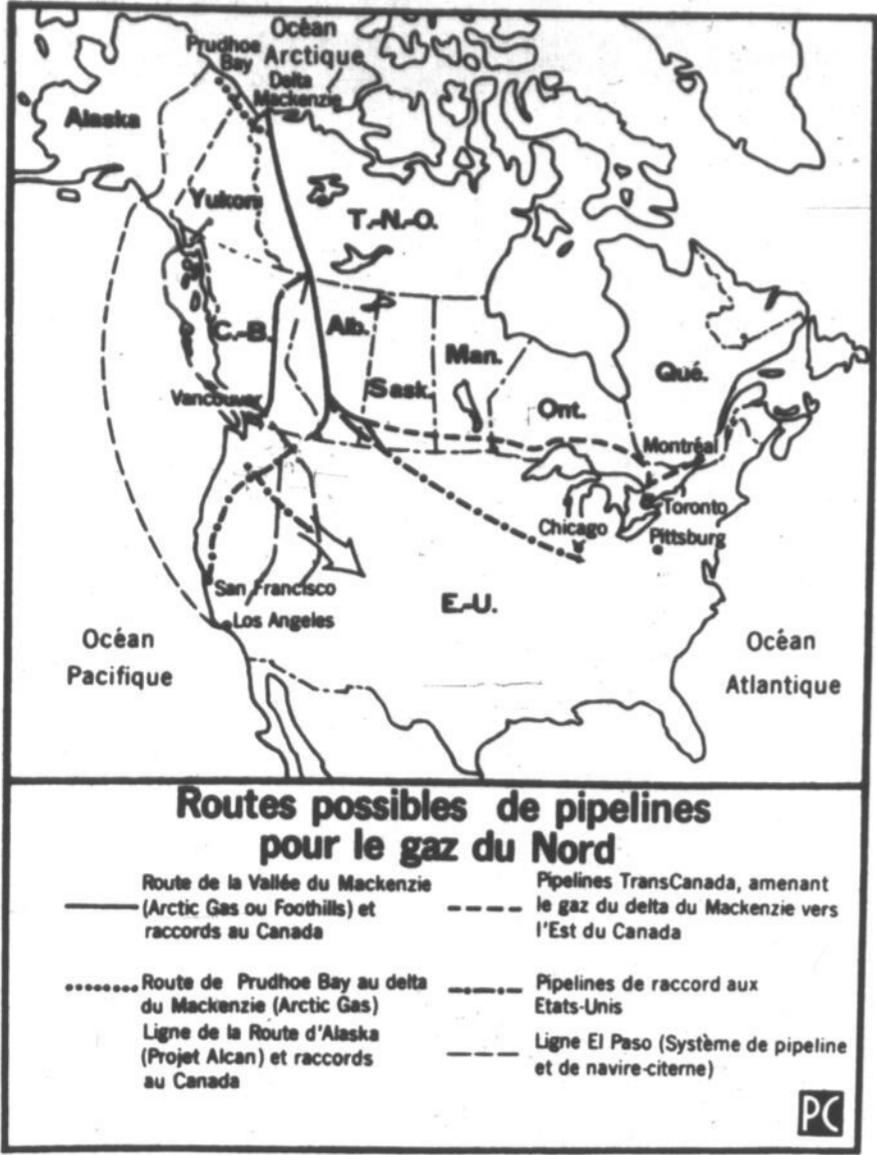 Océan
Arctique
Prudhoe
Bay
Delta
Mackenzie
Alaska
Yukon
T.-N.-O.
C.-B.
Alb.
Sask.
Man.
Ont.
Qué.
Vancouver
Montréal
Toronto
Chicago
Pittsburg
San Francisco
Los Angeles
E.-U.
Océan
Pacifique
Océan
Atlantique
Routes possibles de pipelines
pour le gaz du Nord
Route de la Vallée du Mackenzie
(Arctic Gas ou Foothills) et
raccords au Canada
Route de Prudhoe Bay au delta
du Mackenzie (Arctic Gas)
Ligne de la Route d'Alaska
(Projet Alcan) et raccords
au Canada
Pipelines TransCanada, amenant
le gaz du delta du Mackenzie vers
l'Est du Canada
Pipelines de raccord aux
Etats-Unis
Ligne El Paso (Système de pipeline
et de navire-citerne)
PC